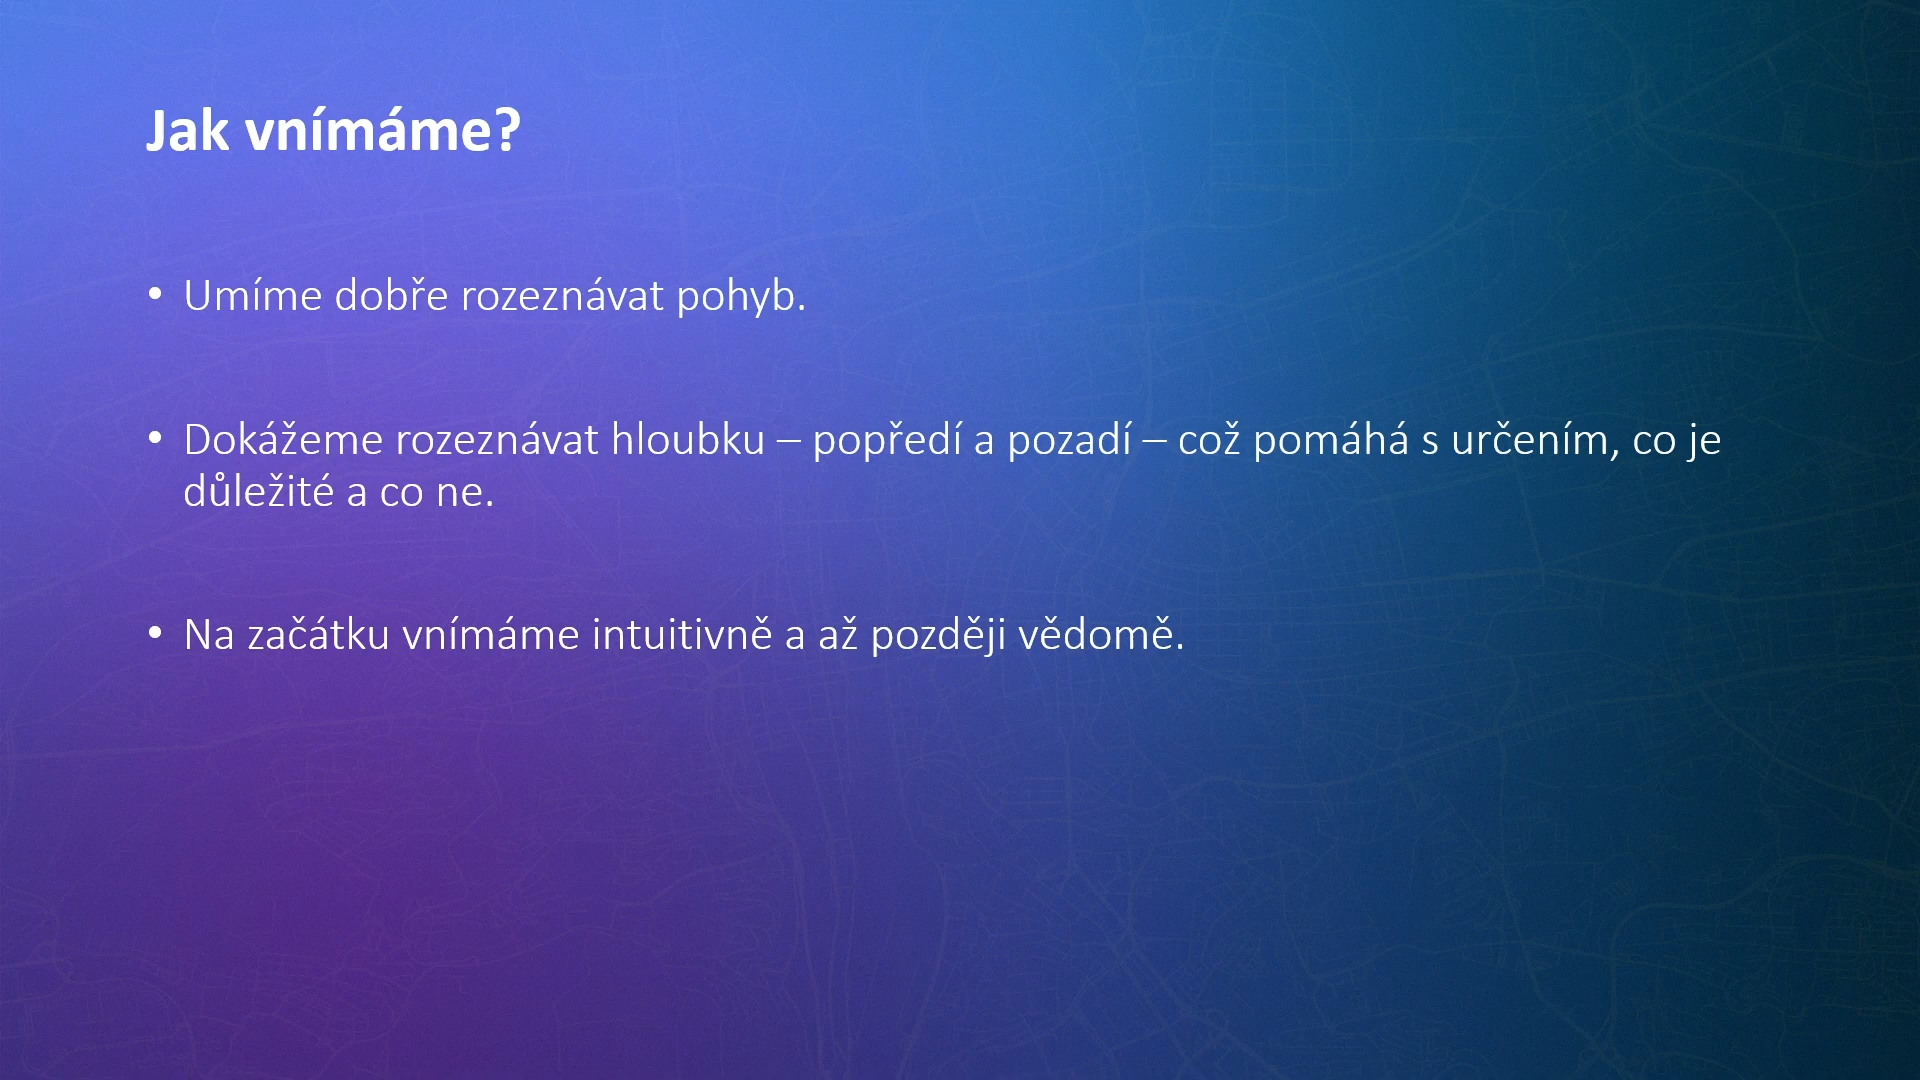 Jak vnímáme?
• Umíme dobře rozeznávat pohyb.
• Dokážeme rozeznávat hloubku – popředí a pozadí – což pomáhá s určením, co je
důležité a co ne.
• Na začátku vnímáme intuitivně a až později vědomě.